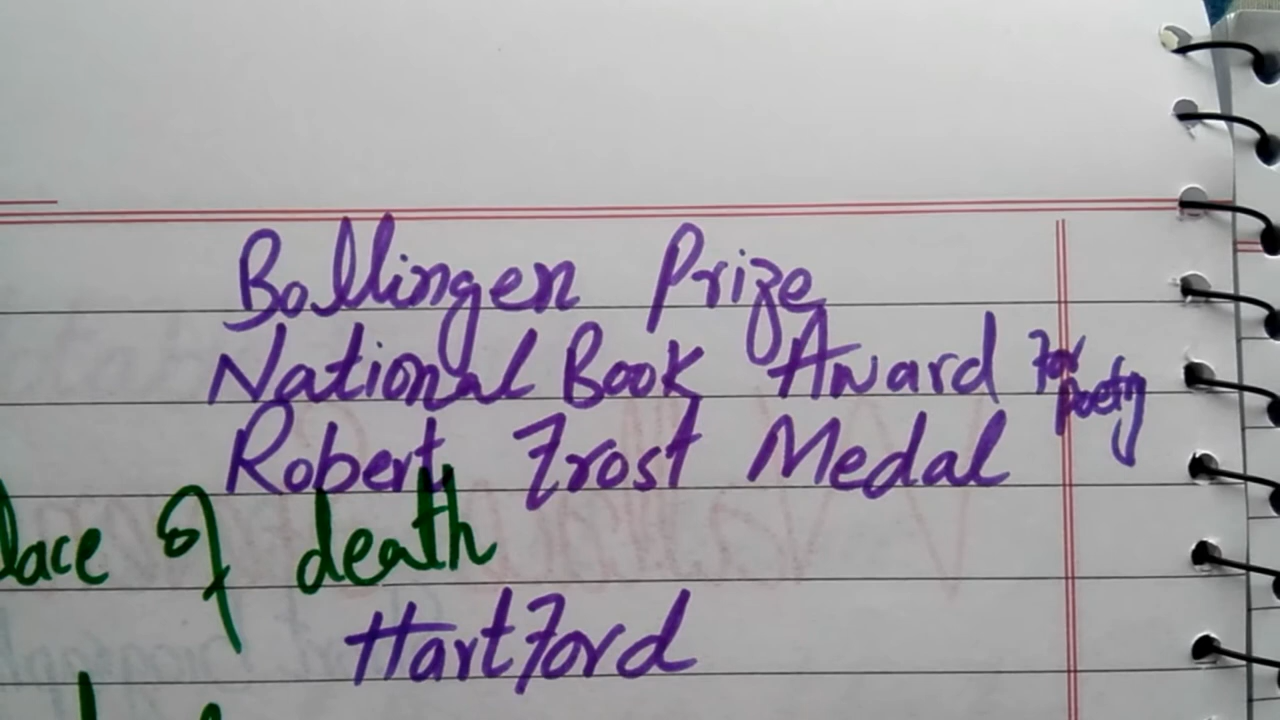 Bollingen Prize
National Book Award For Poetry
Robert Frost Medal
lace of death
HartFord